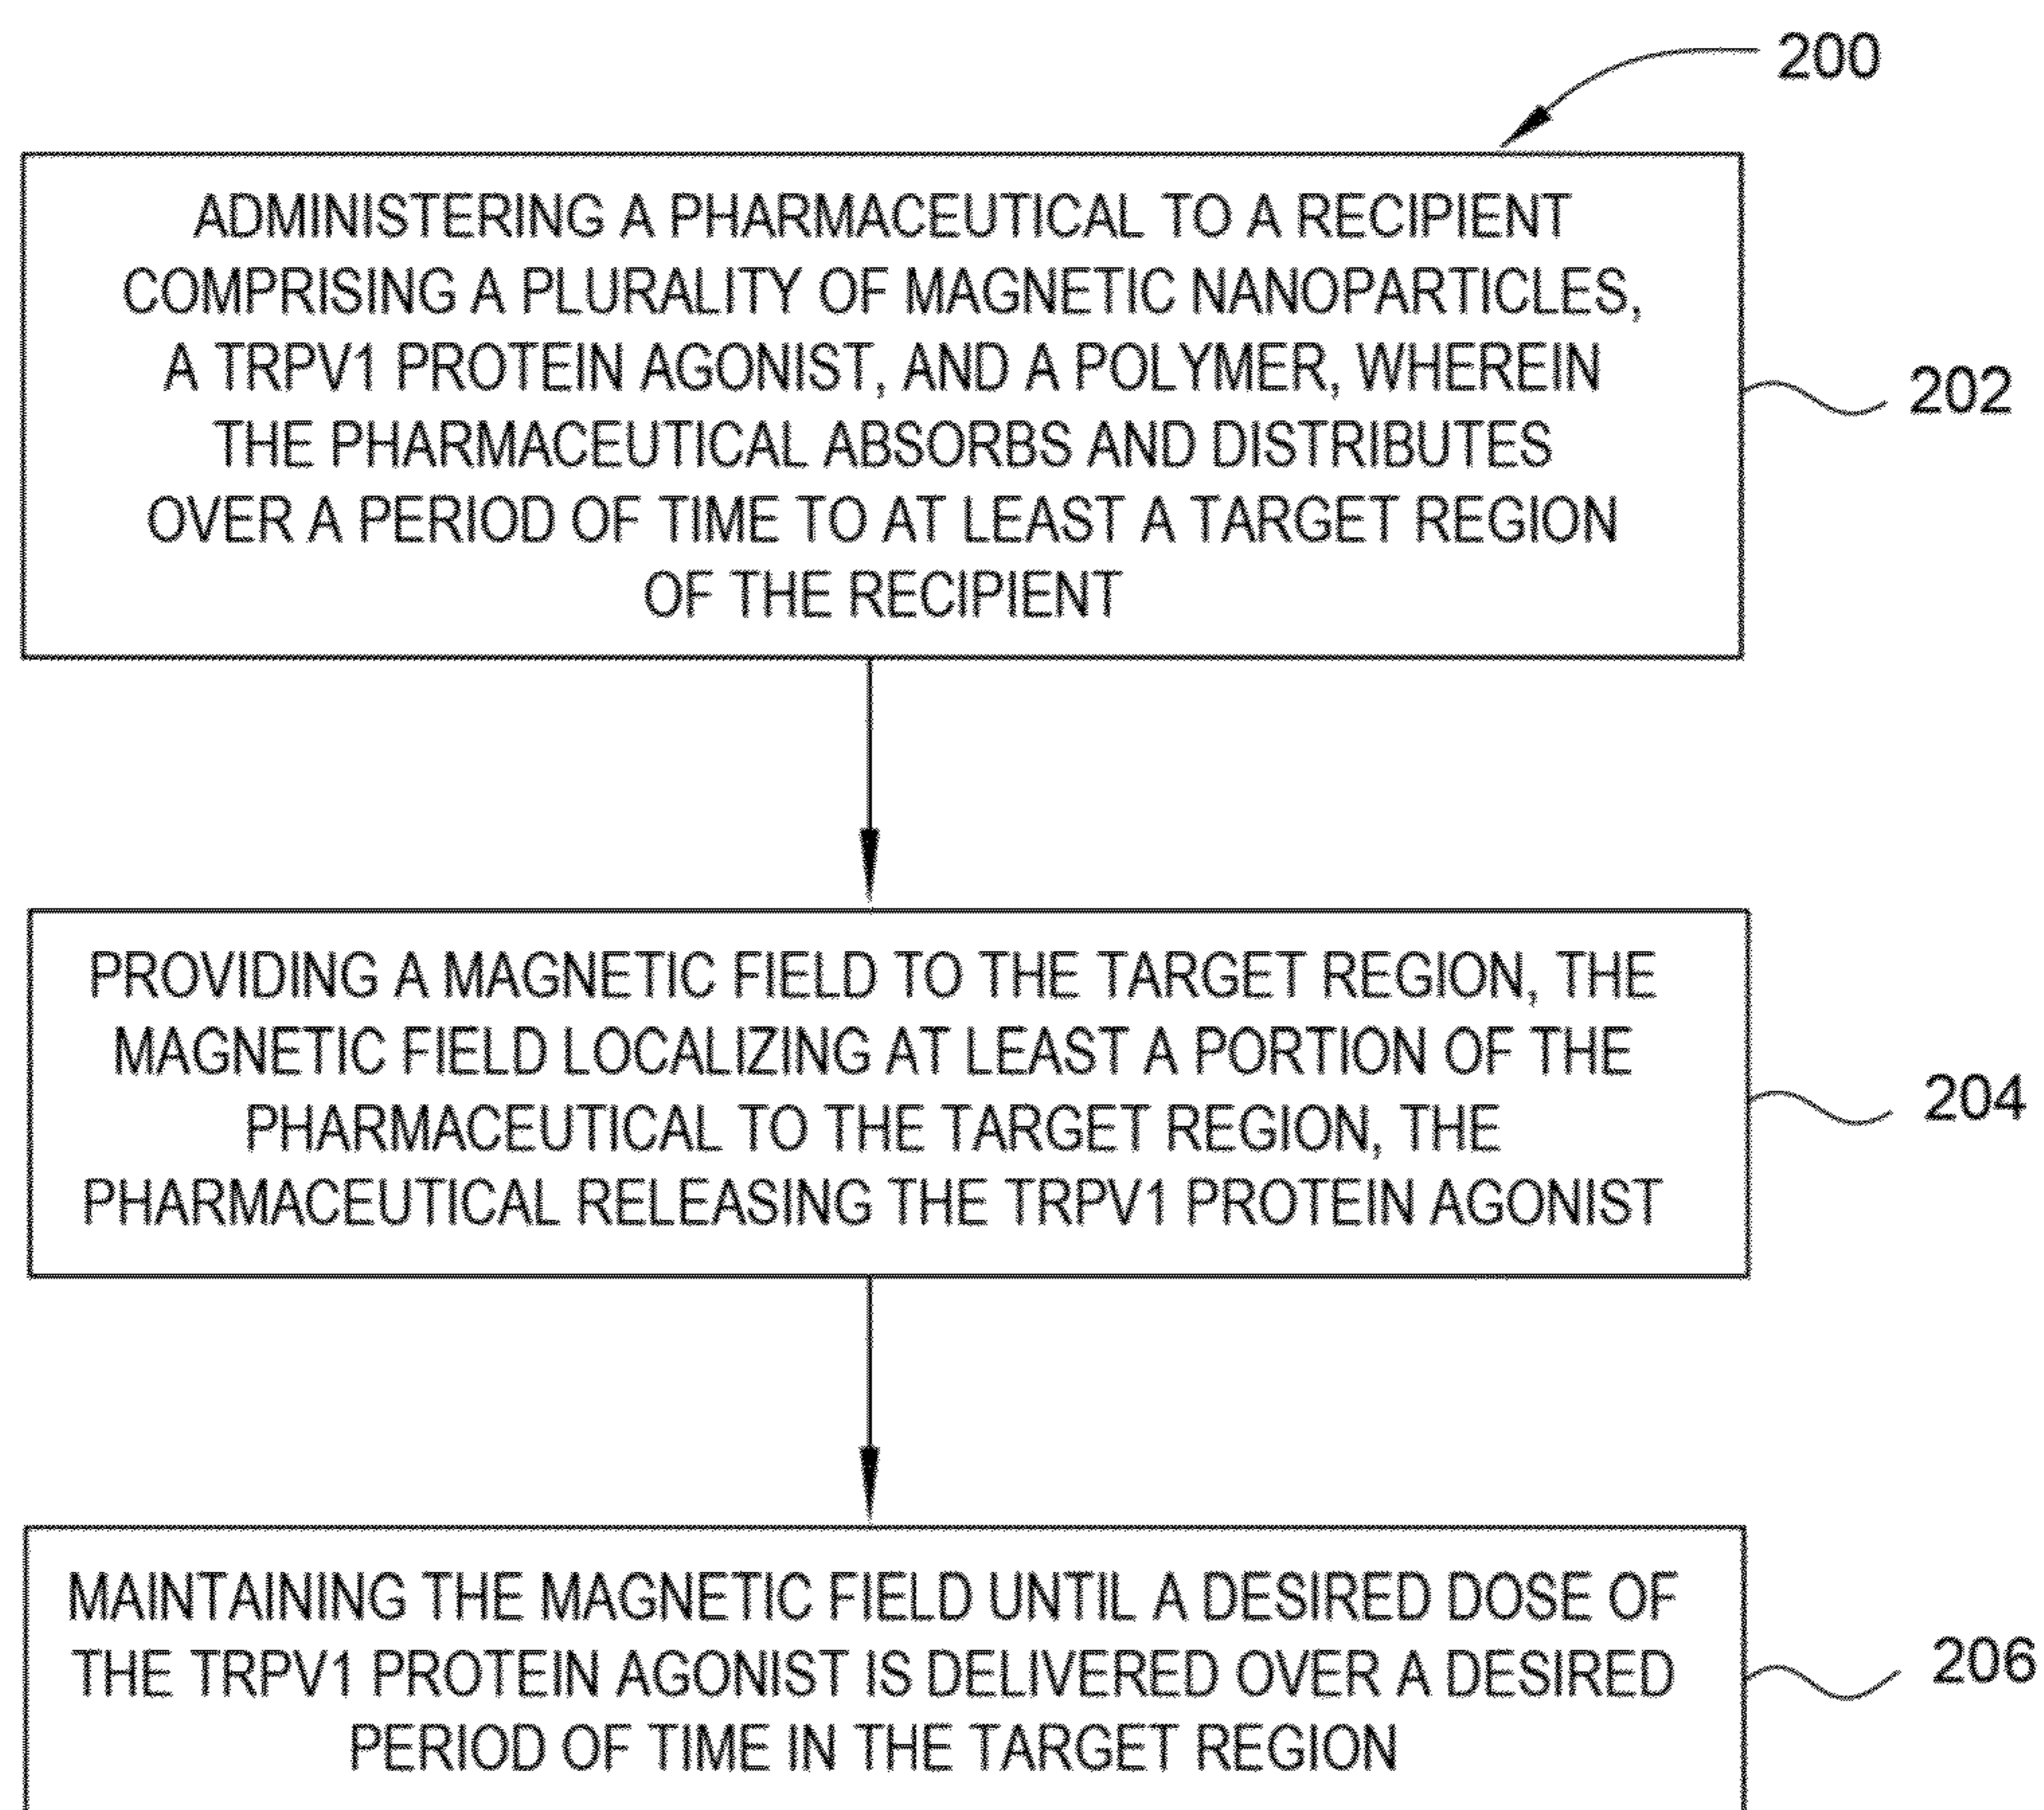 200
ADMINISTERING A PHARMACEUTICAL TO A RECIPIENT
COMPRISING A PLURALITY OF MAGNETIC NANOPARTICLES,
A TRPV1 PROTEIN AGONIST, AND A POLYMER, WHEREIN
THE PHARMACEUTICAL ABSORBS AND DISTRIBUTES
OVER A PERIOD OF TIME TO AT LEAST A TARGET REGION
OF THE RECIPIENT
202
PROVIDING A MAGNETIC FIELD TO THE TARGET REGION, THE
MAGNETIC FIELD LOCALIZING AT LEAST A PORTION OF THE
PHARMACEUTICAL TO THE TARGET REGION, THE
PHARMACEUTICAL RELEASING THE TRPV1 PROTEIN AGONIST
204
MAINTAINING THE MAGNETIC FIELD UNTIL A DESIRED DOSE OF
THE TRPV1 PROTEIN AGONIST IS DELIVERED OVER A DESIRED
PERIOD OF TIME IN THE TARGET REGION
206